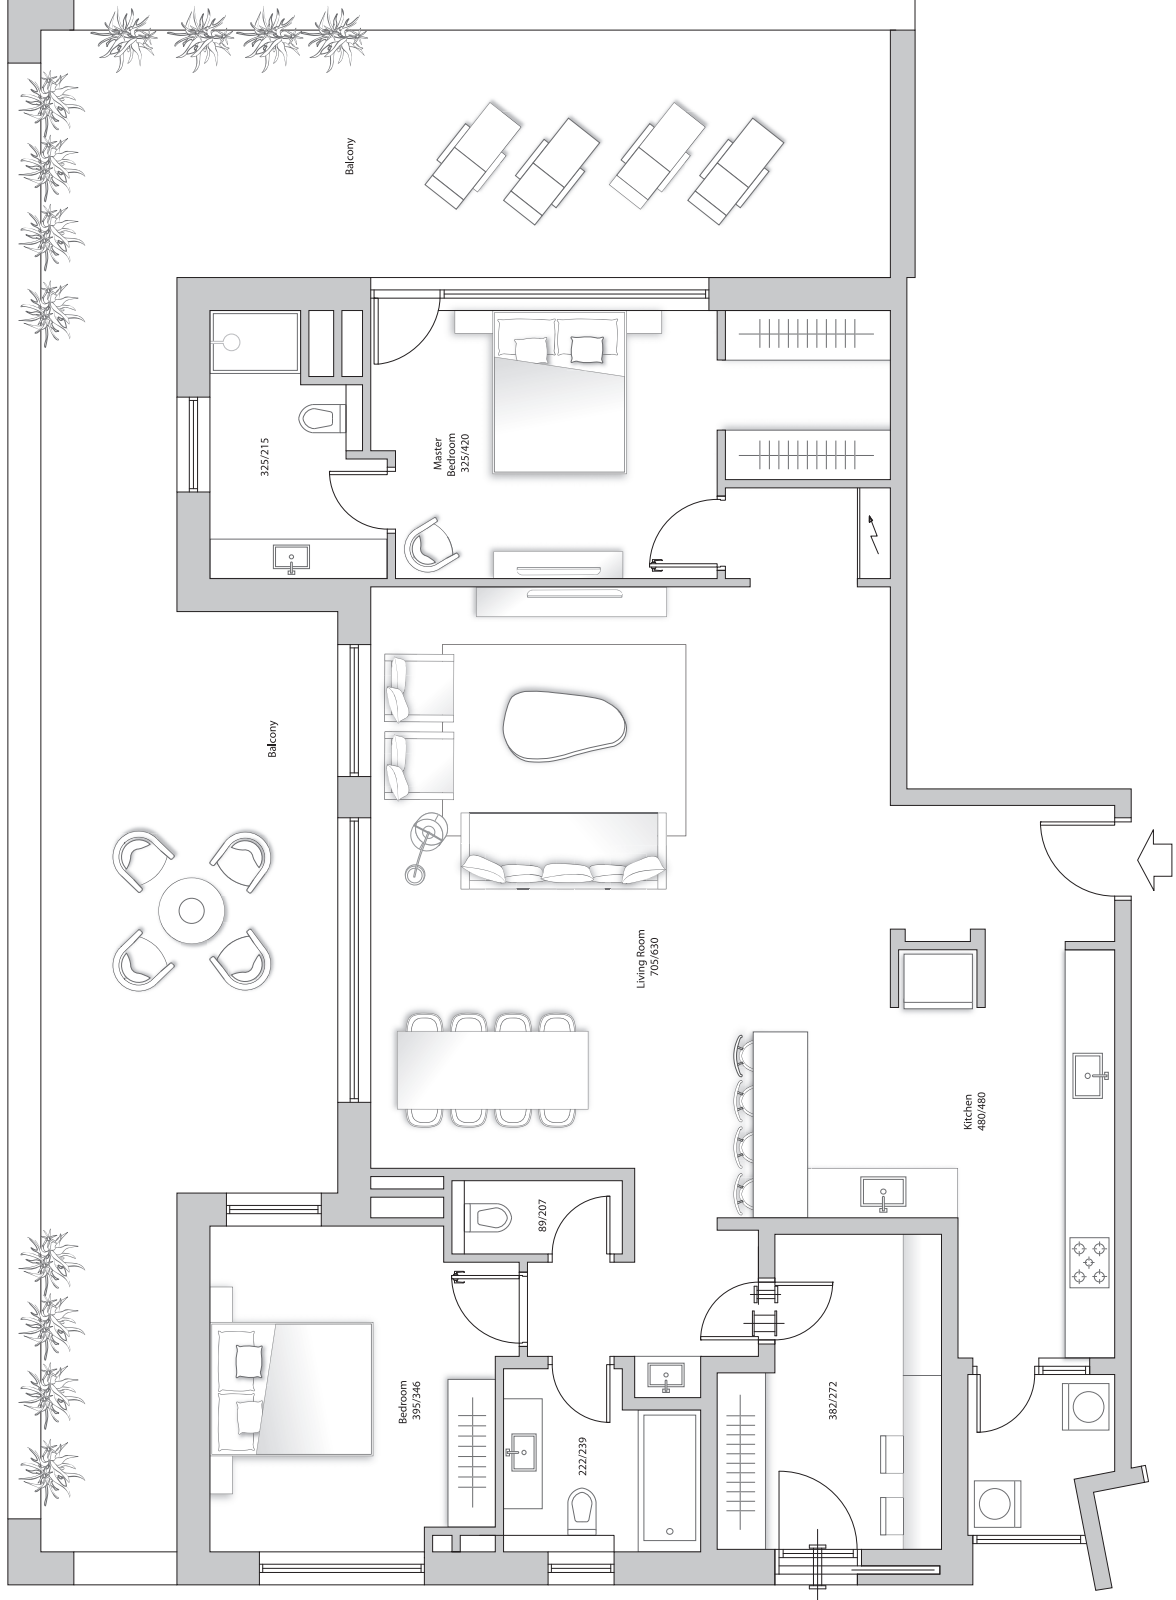 Balcony
325/215
Master
Bedroom
325/420
Balcony
Living Room
705/630
Kitchen
480/480
89/207
Bedroom
395/346
222/239
382/272